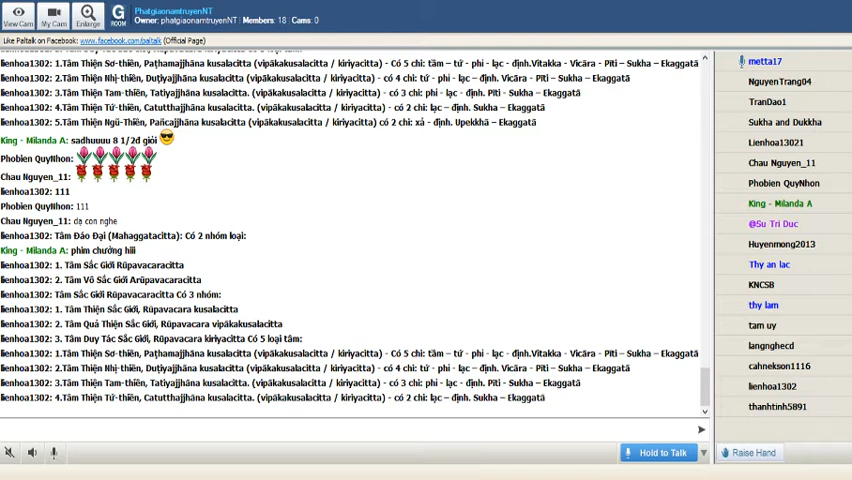 PhatgiaonamtruyenNT
Owner: phatgiaonamtruyenNT | Members: 18 | Cams: 0
View Cam
My Cam
Enlarge
G
ROOM
Like Paltalk on Facebook: www.facebook.com/paltalk (Official Page)
lienhoa1302: 1.Tâm Thiện Sơ-thiền, Paṭhamajjhāna kusalacitta (vipākakusalacitta / kiriyacitta) - Có 5 chi: tầm – tứ - phi - lạc – định.Vitakka - Vicāra - Pīti – Sukha – Ekaggatā
lienhoa1302: 2.Tâm Thiện Nhị-thiền, Duṭiyajjhāna kusalacitta (vipākakusalacitta / kiriyacitta) - có 4 chi: tứ - phi - lạc – định. Vicāra - Pīti – Sukha – Ekaggatā
lienhoa1302: 3.Tâm Thiện Tam-thiền, Tatiyajjhāna kusalacitta. (vipākakusalacitta / kiriyacitta) - có 3 chi: phi - lạc – định. Pīti – Sukha – Ekaggatā
lienhoa1302: 4.Tâm Thiện Tứ-thiền, Catutthajjhāna kusalacitta. (vipākakusalacitta / kiriyacitta) - có 2 chi: lạc – định. Sukha – Ekaggatā
lienhoa1302: 5.Tâm Thiện Ngũ-Thiền, Pañcajjhāna kusalacitta (vipākakusalacitta / kiriyacitta) có 2 chi: xả - định. Upekkhā – Ekaggatā
King - Milanda A: sadhuuuu 8 1/2đ giỏi
Phobien QuyNhon:
Chau Nguyen_11:
lienhoa1302: 111
Phobien QuyNhon: 111
Chau Nguyen_11: dạ con nghe
lienhoa1302: Tâm Đáo Đại (Mahaggatacitta): Có 2 nhóm loại:
King - Milanda A: phim chưởng hiii
lienhoa1302: 1. Tâm Sắc Giới Rūpavacaracitta
lienhoa1302: 2. Tâm Vô Sắc Giới Arūpavacaracitta
lienhoa1302: Tâm Sắc Giới Rūpavacaracitta Có 3 nhóm:
lienhoa1302: 1. Tâm Thiện Sắc Giới, Rūpavacara kusalacitta
lienhoa1302: 2. Tâm Quả Thiện Sắc Giới, Rūpavacara vipākakusalacitta
lienhoa1302: 3. Tâm Duy Tác Sắc Giới, Rūpavacara kiriyacitta Có 5 loại tâm:
lienhoa1302: 1.Tâm Thiện Sơ-thiền, Paṭhamajjhāna kusalacitta (vipākakusalacitta / kiriyacitta) - Có 5 chi: tầm – tứ - phi - lạc – định.Vitakka - Vicāra - Pīti – Sukha – Ekaggatā
lienhoa1302: 2.Tâm Thiện Nhị-thiền, Duṭiyajjhāna kusalacitta (vipākakusalacitta / kiriyacitta) - có 4 chi: tứ - phi - lạc – định. Vicāra - Pīti – Sukha – Ekaggatā
lienhoa1302: 3.Tâm Thiện Tam-thiền, Tatiyajjhāna kusalacitta. (vipākakusalacitta / kiriyacitta) - có 3 chi: phi - lạc – định. Pīti – Sukha – Ekaggatā
lienhoa1302: 4.Tâm Thiện Tứ-thiền, Catutthajjhāna kusalacitta. (vipākakusalacitta / kiriyacitta) - có 2 chi: lạc – định. Sukha – Ekaggatā
Hold to Talk
metta17
NguyenTrang04
TranDao1
Sukha and Dukkha
Lienhoa13021
Chau Nguyen_11
Phobien QuyNhon
King - Milanda A
@Su Tri Duc
Huyenmong2013
Thy an lac
KNCSB
thy lam
tam uy
langnghecd
cahnekson1116
lienhoa1302
thanhtinh5891
Raise Hand